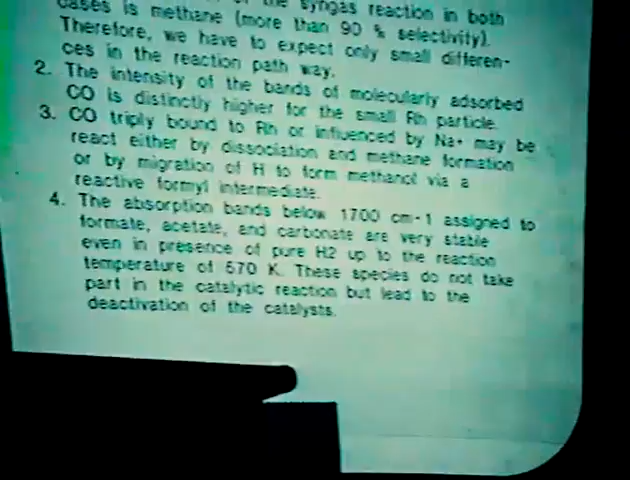 the syngas reaction in both
cases is methane (more than 90 % selectivity).
Therefore, we have to expect only small differen-
ces in the reaction path way.
2. The intensity of the bands of molecularly adsorbed
CO is distinctly higher for the small Rh particle.
3. CO triply bound to Rh or influenced by Na+ may be
react either by dissociation and methane formation
or by migration of H to form methanol via a
reactive formyl intermediate.
4. The absorption bands below 1700 cm-1 assigned to
formate, acetate, and carbonate are very stable
even in presence of pure H2 up to the reaction
temperature of 570 K. These species do not take
part in the catalytic reaction but lead to the
deactivation of the catalysts.